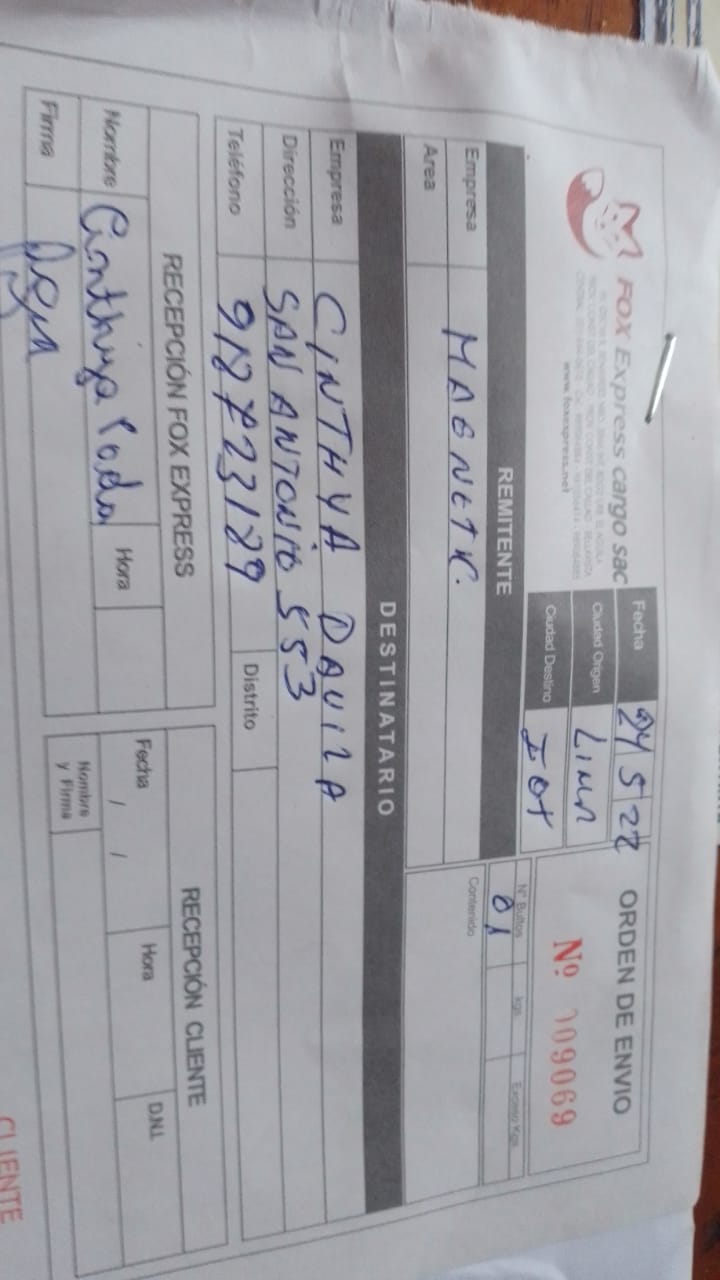 FOX Express cargo sac
www.foxexpress.net
Fecha 24 5 22
Ciudad Origen LIMA
Ciudad Destino
ORDEN DE ENVIO
Nº 009069
REMITENTE
Empresa MAGNETK.
Area
Nº Bultos 01
kgs.
Exceso Kgs.
Contenido
DESTINATARIO
Empresa CINTHYA DAVILA
Dirección SAN ANTONIO 553
Teléfono
Distrito
RECEPCIÓN FOX EXPRESS
Nombre Cinthya
Hora
Firma
RECEPCIÓN CLIENTE
Fecha / /
Hora
D.N.I.
Nombre y Firma
CLIENTE